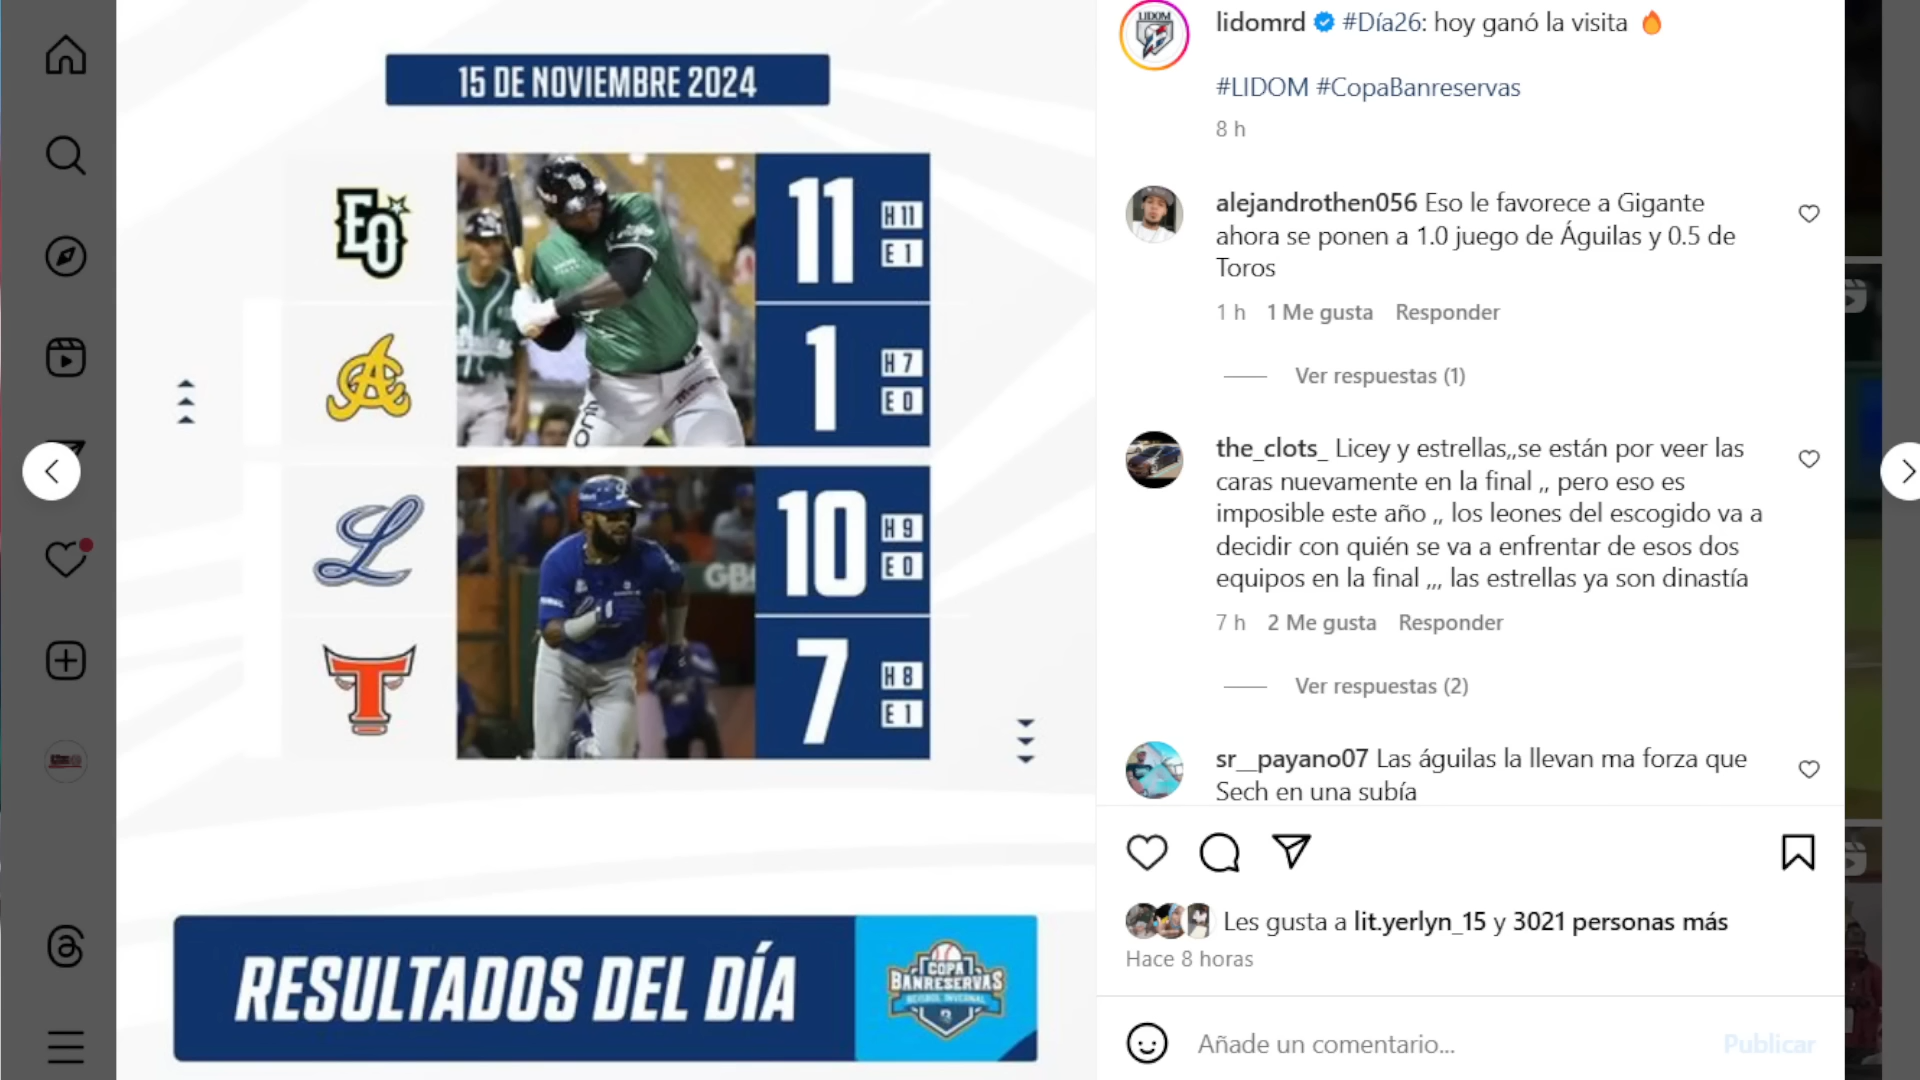 15 DE NOVIEMBRE 2024
EO
11
H 11
E 1
1
H 7
E 0
L
10
H 9
E 0
GB
T
7
H 8
E 1
RESULTADOS DEL DÍA
COPA
BANRESERVAS
BÉISBOL INVERNAL
LIDOM
lidomrd #Día26: hoy ganó la visita 🔥
#LIDOM #CopaBanreservas
8 h
alejandrothen056 Eso le favorece a Gigante
ahora se ponen a 1.0 juego de Águilas y 0.5 de
Toros
1 h 1 Me gusta Responder
Ver respuestas (1)
the_clots_ Licey y estrellas,,se están por veer las
caras nuevamente en la final ,, pero eso es
imposible este año ,, los leones del escogido va a
decidir con quién se va a enfrentar de esos dos
equipos en la final ,,, las estrellas ya son dinastía
7 h 2 Me gusta Responder
Ver respuestas (2)
sr__payano07 Las águilas la llevan ma forza que
Sech en una subía
Les gusta a lit.yerlyn_15 y 3021 personas más
Hace 8 horas
Añade un comentario...
Publicar